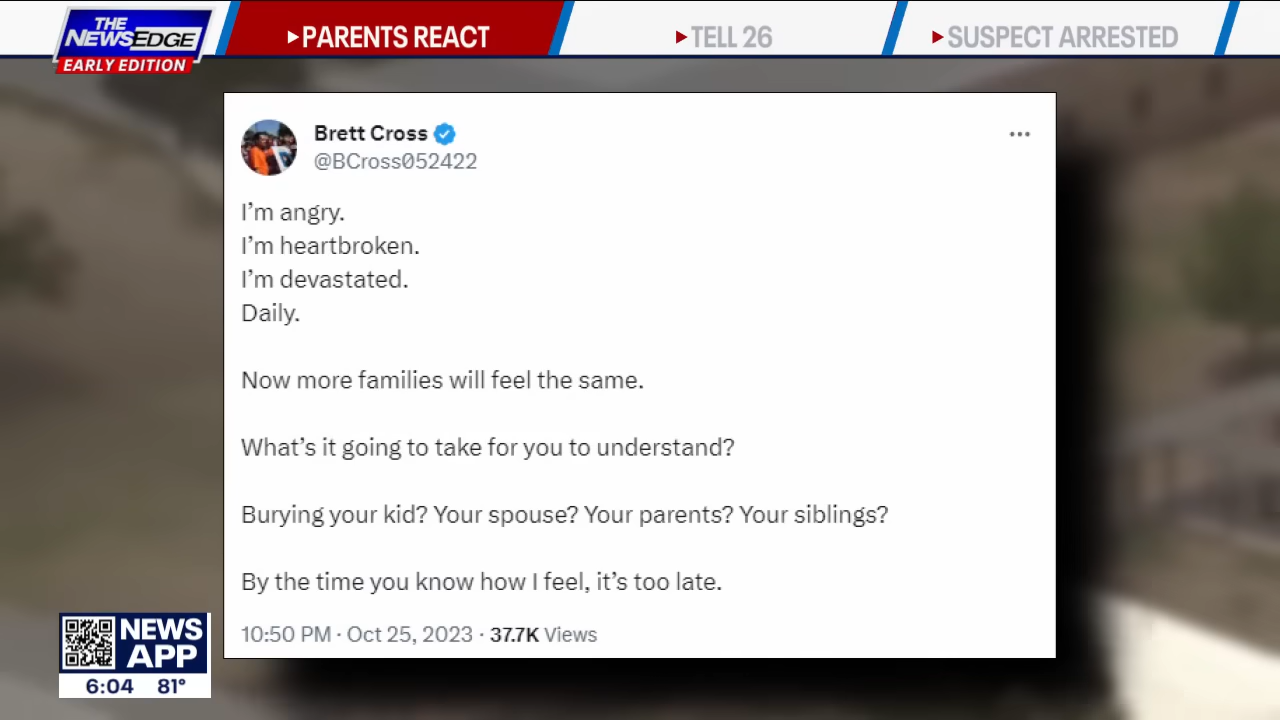 THE
NEWSEDGE
EARLY EDITION
PARENTS REACT
TELL 26
SUSPECT ARRESTED
Brett Cross
@BCross052422
I’m angry.
I’m heartbroken.
I’m devastated.
Daily.
Now more families will feel the same.
What’s it going to take for you to understand?
Burying your kid? Your spouse? Your parents? Your siblings?
By the time you know how I feel, it’s too late.
10:50 PM · Oct 25, 2023 · 37.7K Views
NEWS
APP
6:04 81°